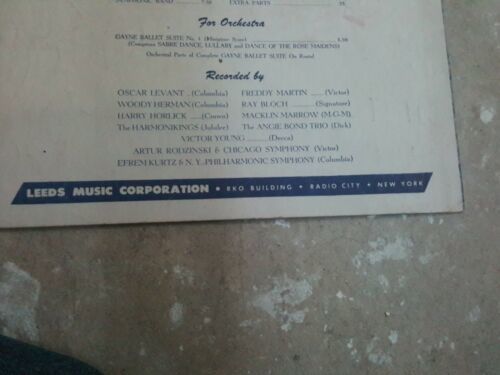 SYMPHONIC BAND
EXTRA PARTS
For Orchestra
GAYNE BALLET SUITE No. 1 (Miniature Score)
(Comprises SABRE DANCE, LULLABY and DANCE OF THE ROSE MAIDENS)
Orchestral Parts of Complete GAYNE BALLET SUITE On Rental
Recorded by
OSCAR LEVANT .. (Columbia) FREDDY MARTIN ...... (Victor)
WOODY HERMAN (Columbia) RAY BLOCH .............. (Signature)
HARRY HORLICK ..... (Crown) MACKLIN MARROW (M-G-M)
The HARMONIKINGS (Jubilee) The ANGIE BOND TRIO (Dick)
VICTOR YOUNG ............... (Decca)
ARTUR RODZINSKI & CHICAGO SYMPHONY (Victor)
EFREM KURTZ & N. Y. PHILHARMONIC SYMPHONY (Columbia)
LEEDS MUSIC CORPORATION • RKO BUILDING • RADIO CITY • NEW YORK